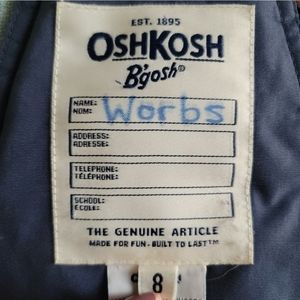 EST. 1895
OSHKOSH
B'gosh®
NAME: Worbs
NOM:
ADDRESS:
ADRESSE:
TELEPHONE:
TÉLÉPHONE:
SCHOOL:
ÉCOLE:
THE GENUINE ARTICLE
MADE FOR FUN · BUILT TO LAST™
8